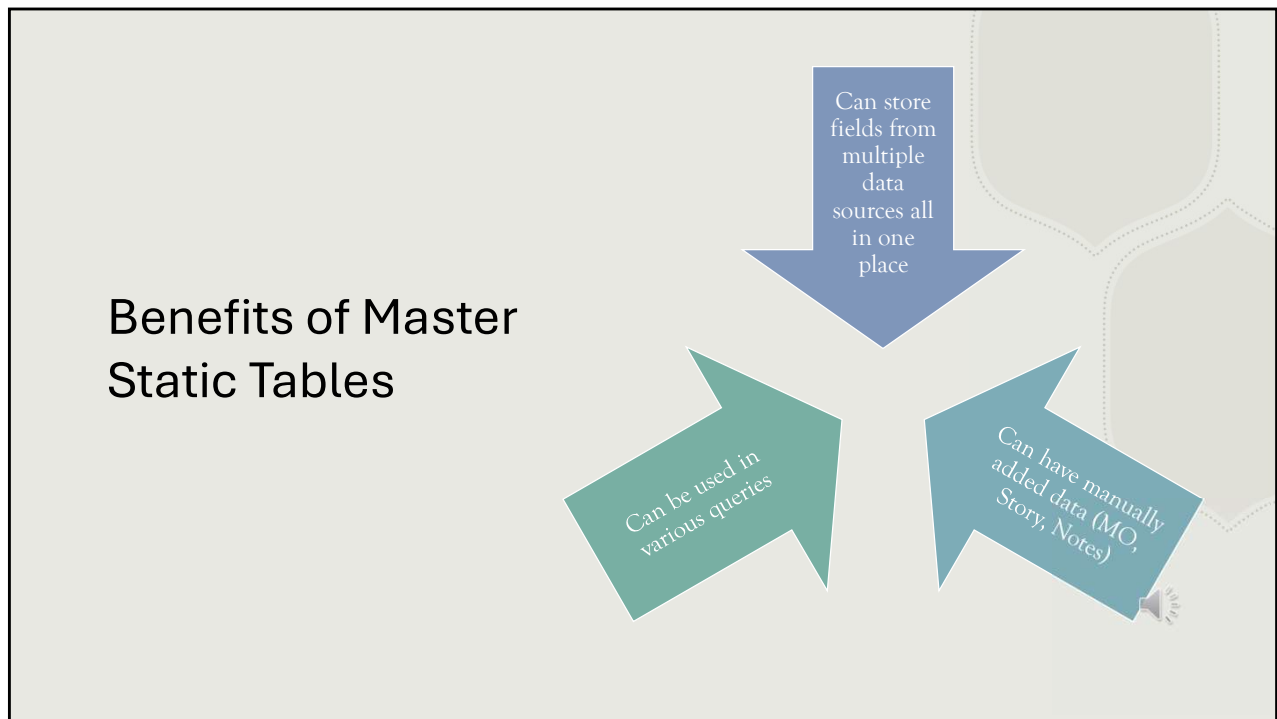 Benefits of Master
Static Tables
Can store
fields from
multiple
data
sources all
in one
place
Can have manually
added data (MO,
Story, Notes)
Can be used in
various queries